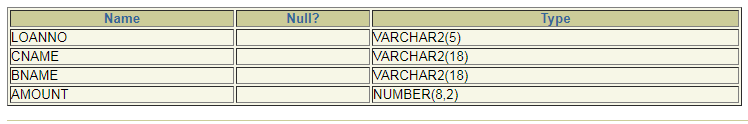 Name Null? Type
LOANNO VARCHAR2(5)
CNAME VARCHAR2(18)
BNAME VARCHAR2(18)
AMOUNT NUMBER(8,2)